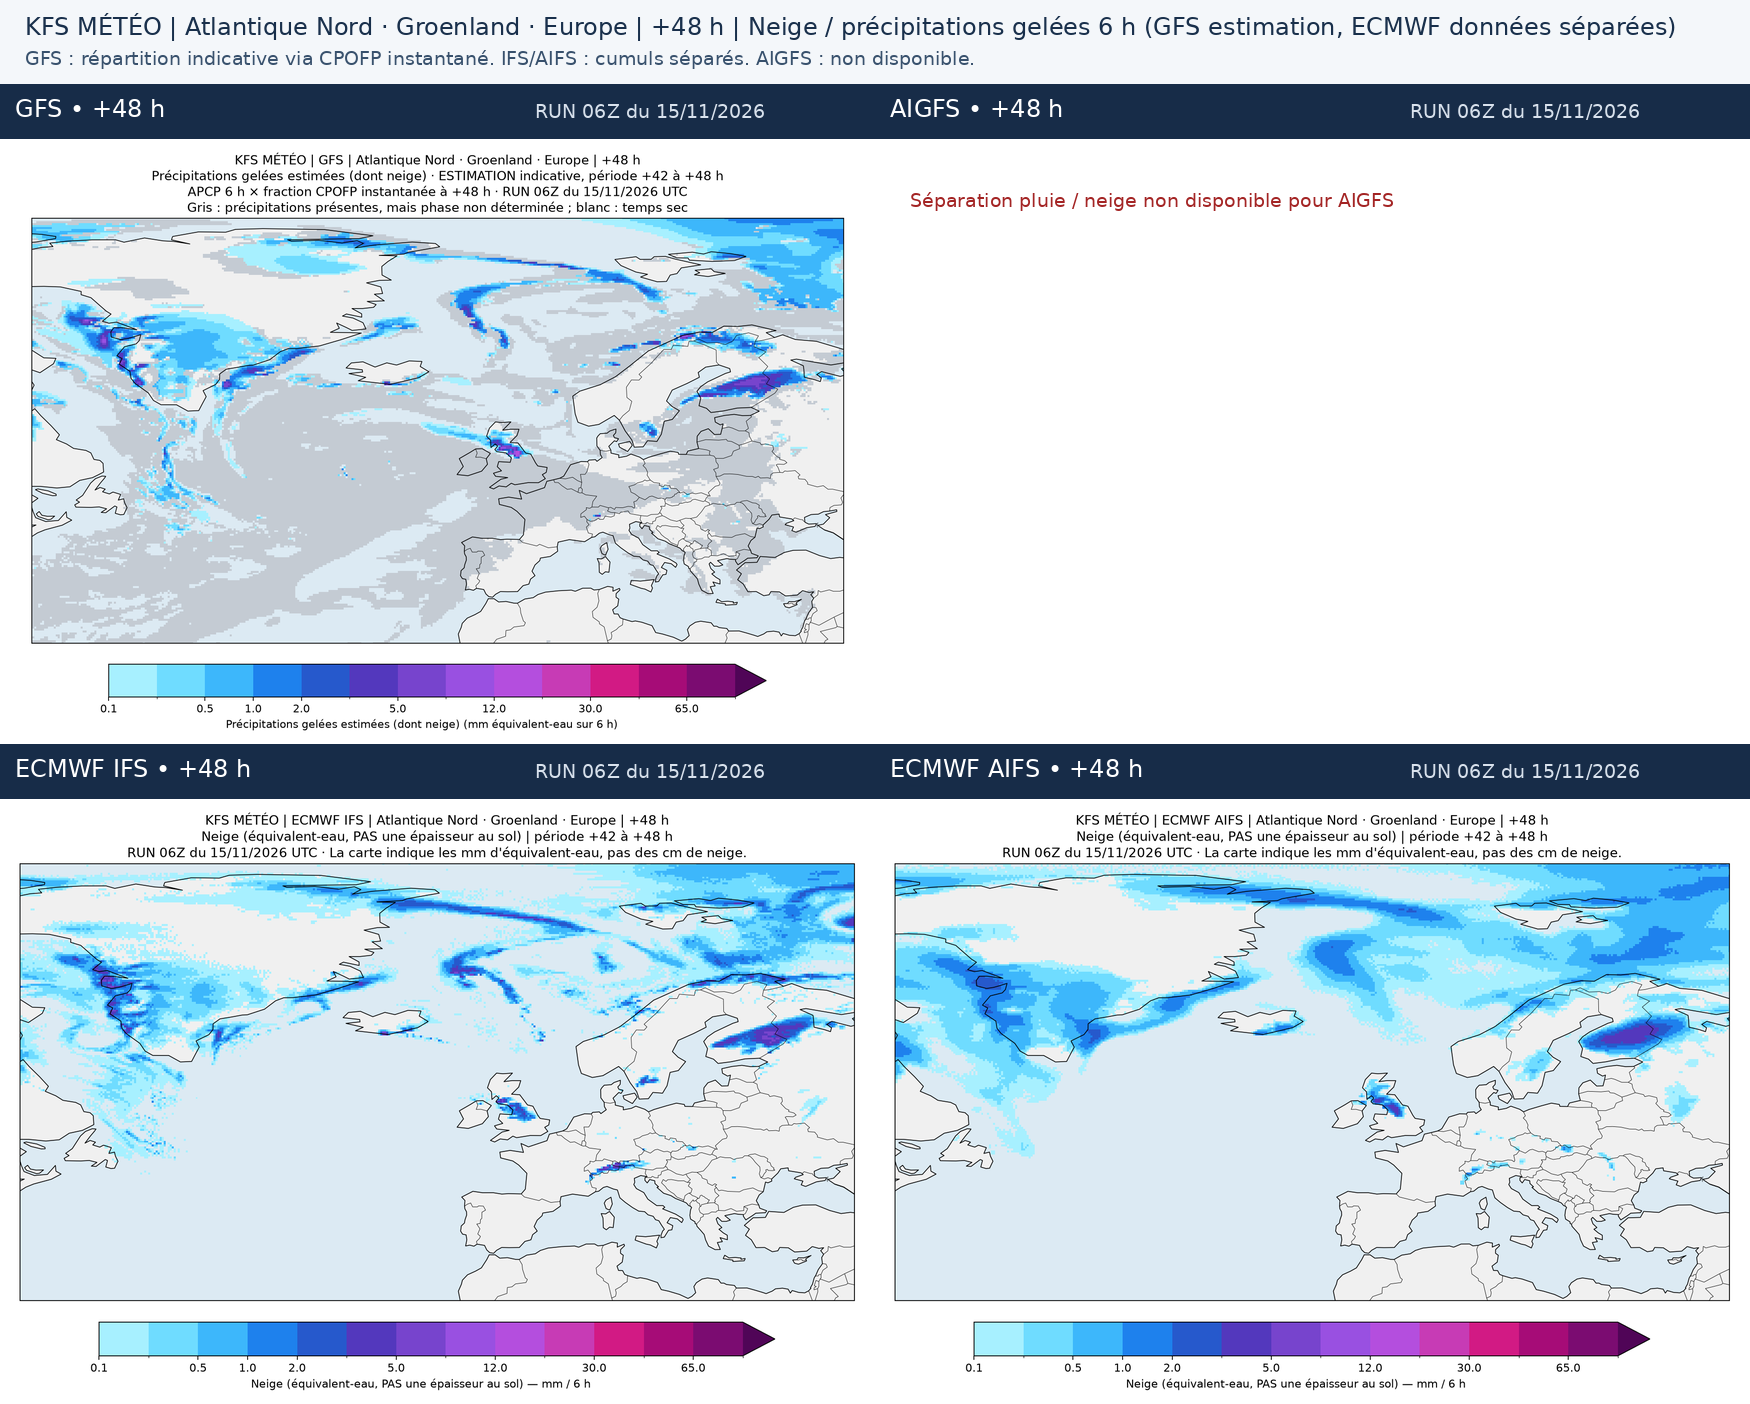 KFS MÉTÉO | Atlantique Nord · Groenland · Europe | +48 h | Neige / précipitations gelées 6 h (GFS estimation, ECMWF données séparées)
GFS : répartition indicative via CPOFP instantané. IFS/AIFS : cumuls séparés. AIGFS : non disponible.
GFS • +48 h
RUN 06Z du 15/11/2026
AIGFS • +48 h
RUN 06Z du 15/11/2026
KFS MÉTÉO | GFS | Atlantique Nord · Groenland · Europe | +48 h
Précipitations gelées estimées (dont neige) · ESTIMATION indicative, période +42 à +48 h
APCP 6 h × fraction CPOFP instantanée à +48 h · RUN 06Z du 15/11/2026 UTC
Gris : précipitations présentes, mais phase non déterminée ; blanc : temps sec
Séparation pluie / neige non disponible pour AIGFS
0.1 0.5 1.0 2.0 5.0 12.0 30.0 65.0
Précipitations gelées estimées (dont neige) (mm équivalent-eau sur 6 h)
ECMWF IFS • +48 h
RUN 06Z du 15/11/2026
ECMWF AIFS • +48 h
RUN 06Z du 15/11/2026
KFS MÉTÉO | ECMWF IFS | Atlantique Nord · Groenland · Europe | +48 h
Neige (équivalent-eau, PAS une épaisseur au sol) | période +42 à +48 h
RUN 06Z du 15/11/2026 UTC · La carte indique les mm d'équivalent-eau, pas des cm de neige.
KFS MÉTÉO | ECMWF AIFS | Atlantique Nord · Groenland · Europe | +48 h
Neige (équivalent-eau, PAS une épaisseur au sol) | période +42 à +48 h
RUN 06Z du 15/11/2026 UTC · La carte indique les mm d'équivalent-eau, pas des cm de neige.
0.1 0.5 1.0 2.0 5.0 12.0 30.0 65.0
Neige (équivalent-eau, PAS une épaisseur au sol) — mm / 6 h
0.1 0.5 1.0 2.0 5.0 12.0 30.0 65.0
Neige (équivalent-eau, PAS une épaisseur au sol) — mm / 6 h